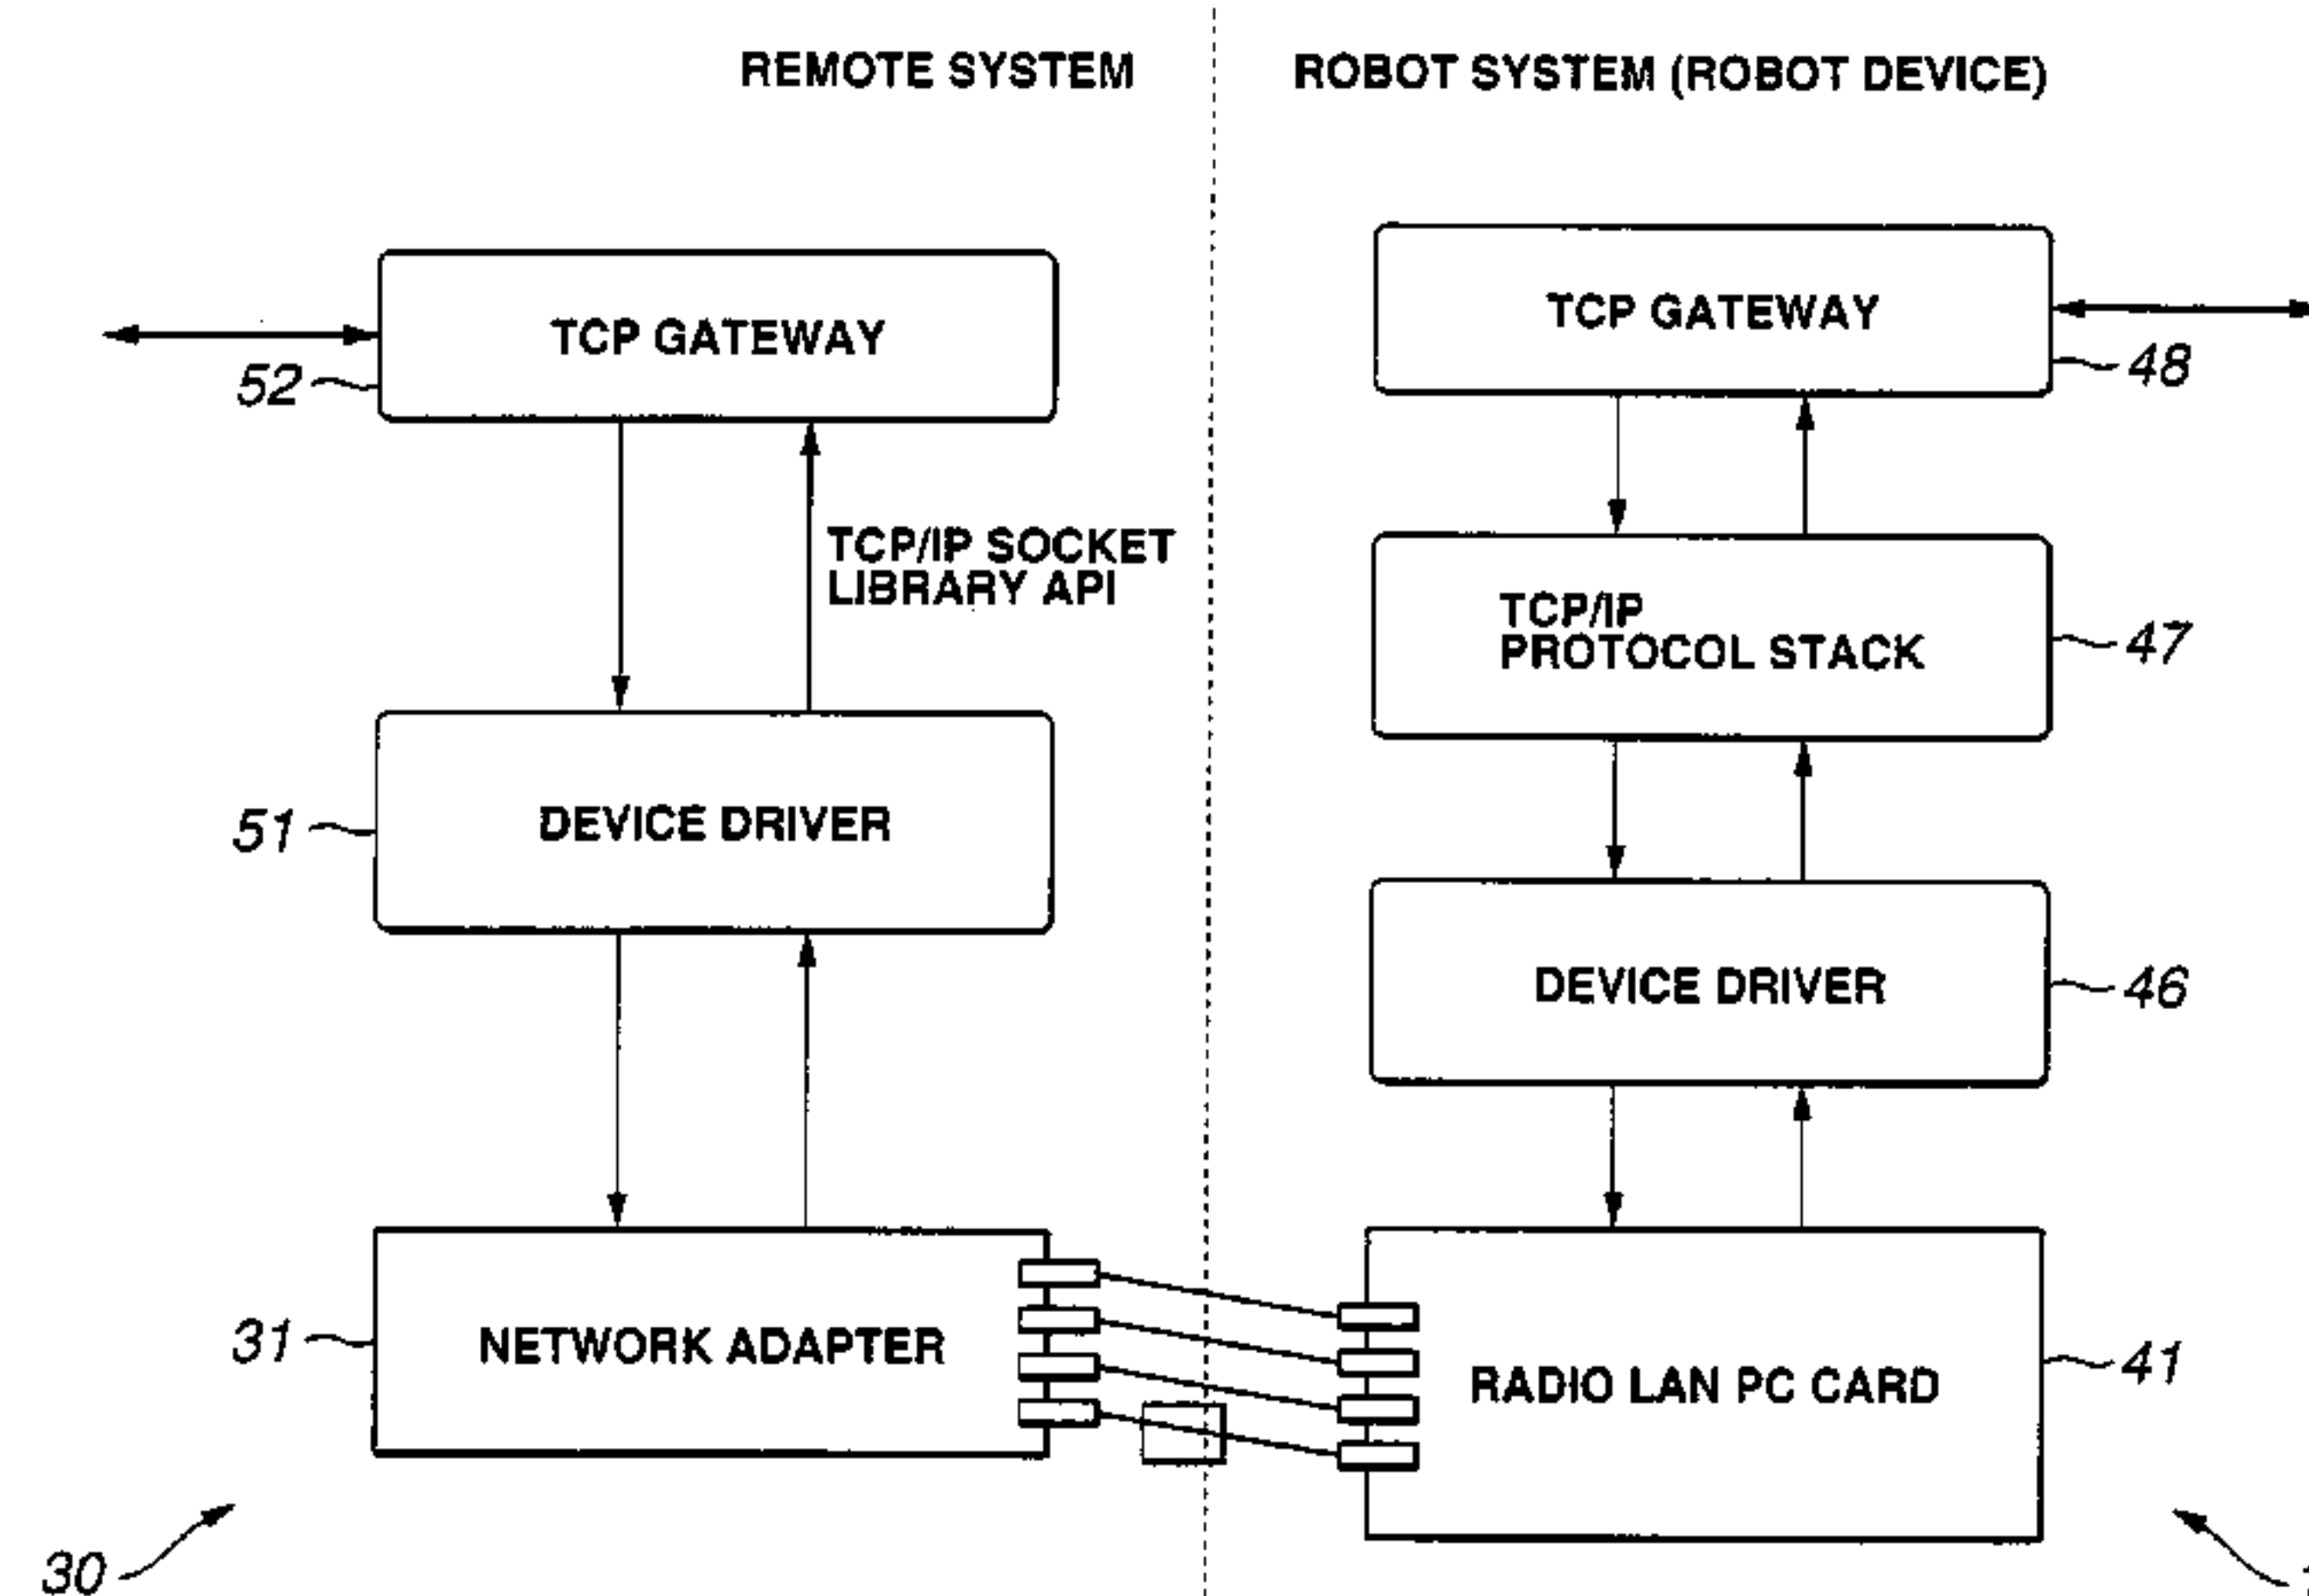 REMOTE SYSTEM
ROBOT SYSTEM (ROBOT DEVICE)
TCP GATEWAY
52
TCP/IP SOCKET
LIBRARY API
DEVICE DRIVER
51
NETWORK ADAPTER
31
30
TCP GATEWAY
48
TCP/IP
PROTOCOL STACK
47
DEVICE DRIVER
46
RADIO LAN PC CARD
41